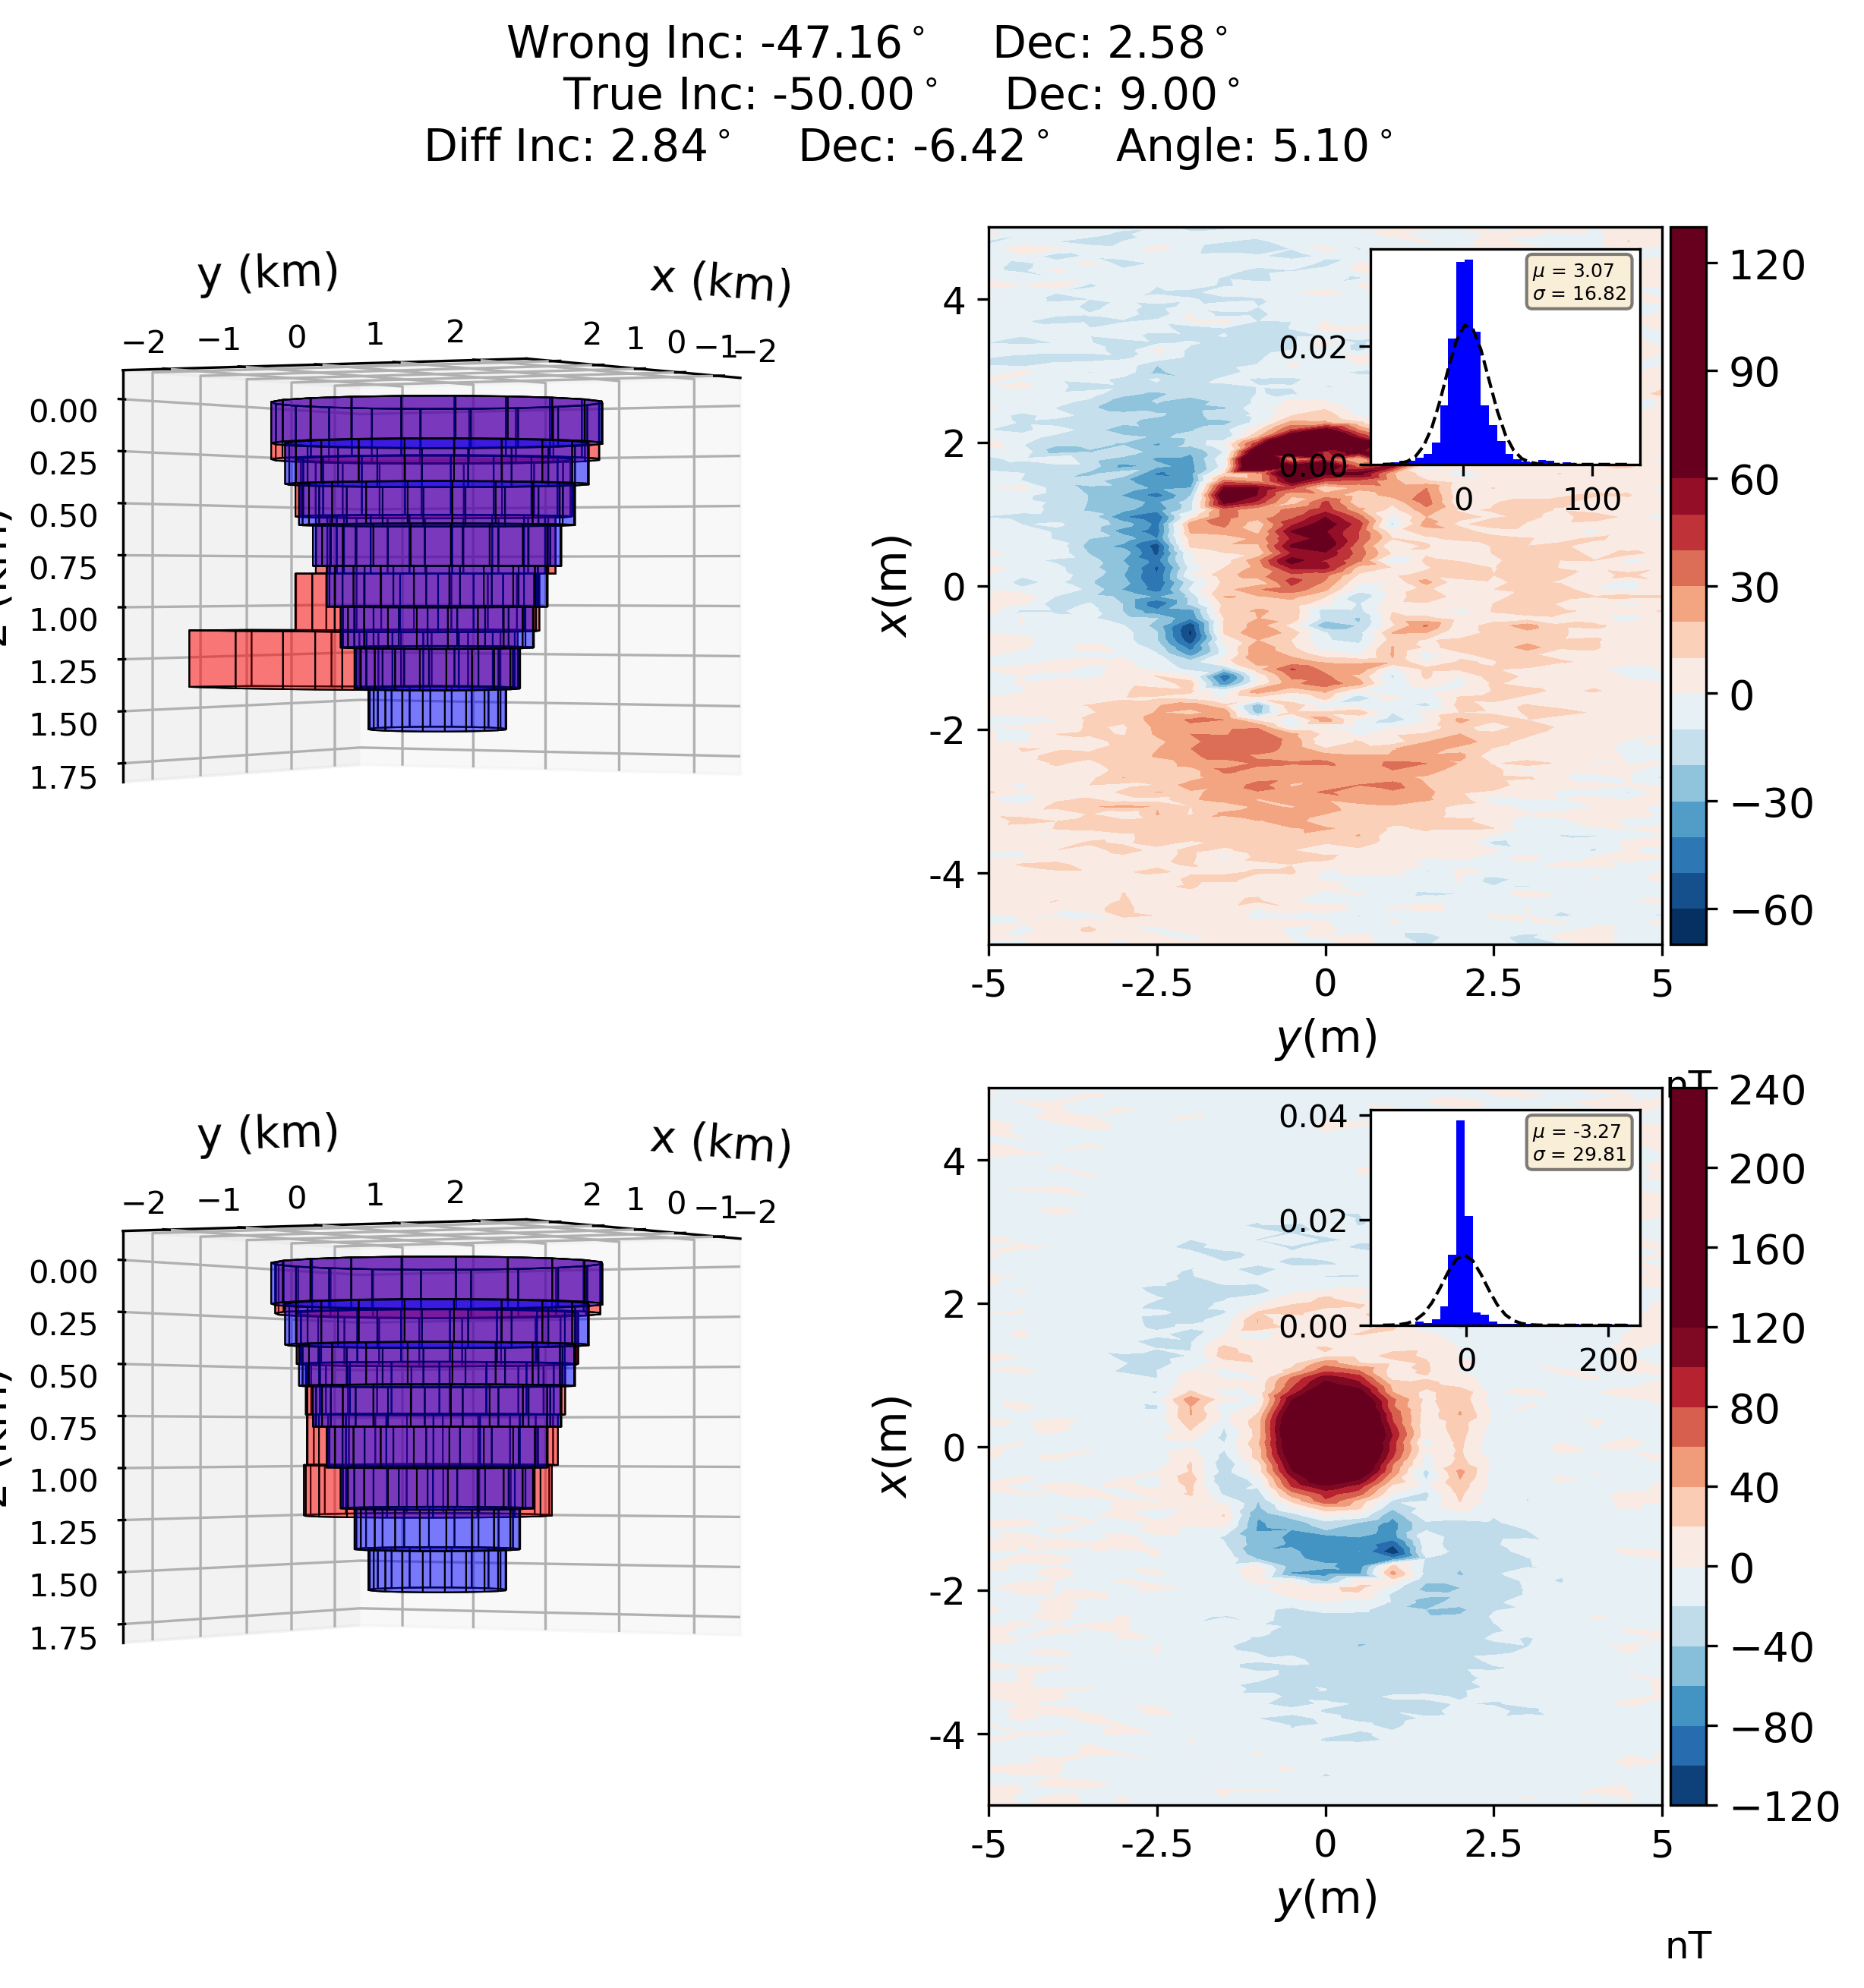 Wrong Inc: -47.16° Dec: 2.58°
True Inc: -50.00° Dec: 9.00°
Diff Inc: 2.84° Dec: -6.42° Angle: 5.10°
y (km)
x (km)
−2 −1 0 1 2
2 1 0 −1 −2
0.00
0.25
0.50
0.75
1.00
1.25
1.50
1.75
μ = 3.07
σ = 16.82
0.02
0.00
0 100
x(m)
4
2
0
-2
-4
-5 -2.5 0 2.5 5
y(m)
120
90
60
30
0
−30
−60
nT
y (km)
x (km)
−2 −1 0 1 2
2 1 0 −1 −2
0.00
0.25
0.50
0.75
1.00
1.25
1.50
1.75
μ = -3.27
σ = 29.81
0.04
0.02
0.00
0 200
x(m)
4
2
0
-2
-4
-5 -2.5 0 2.5 5
y(m)
240
200
160
120
80
40
0
−40
−80
−120
nT